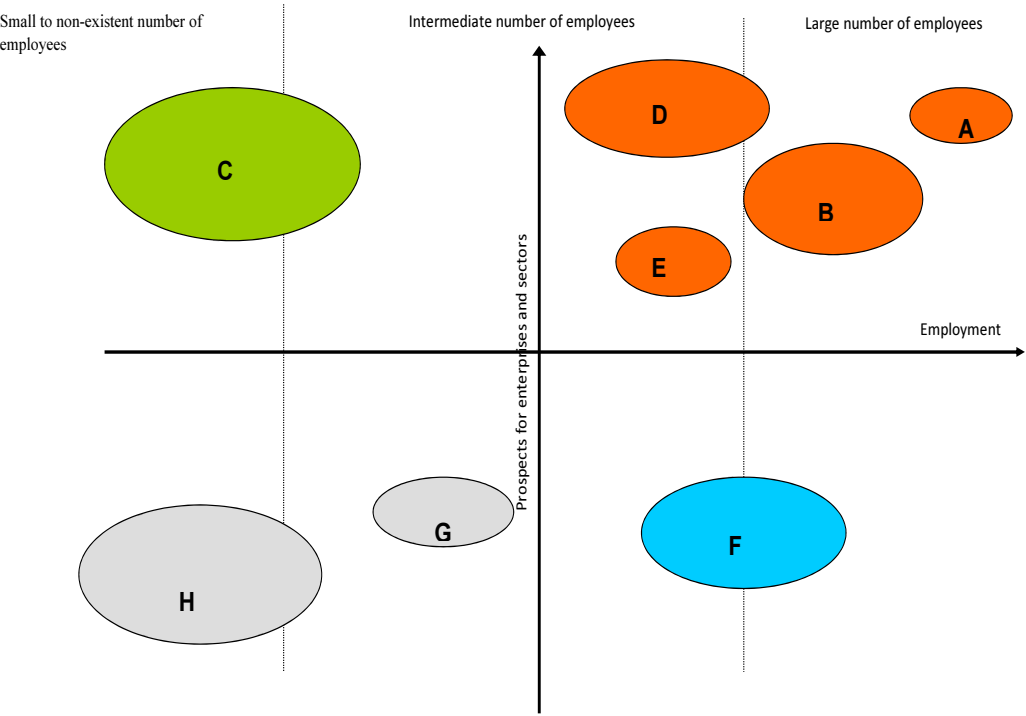 Small to non-existent number of
employees
Intermediate number of employees
Large number of employees
D
A
C
B
E
Employment
Prospects for enterprises and sectors
G
F
H